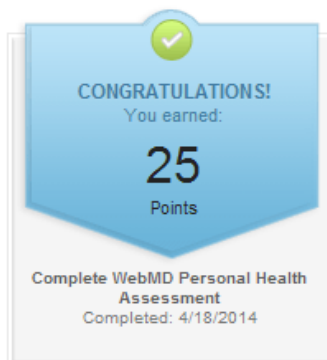 CONGRATULATIONS!
You earned:
25
Points
Complete WebMD Personal Health
Assessment
Completed: 4/18/2014